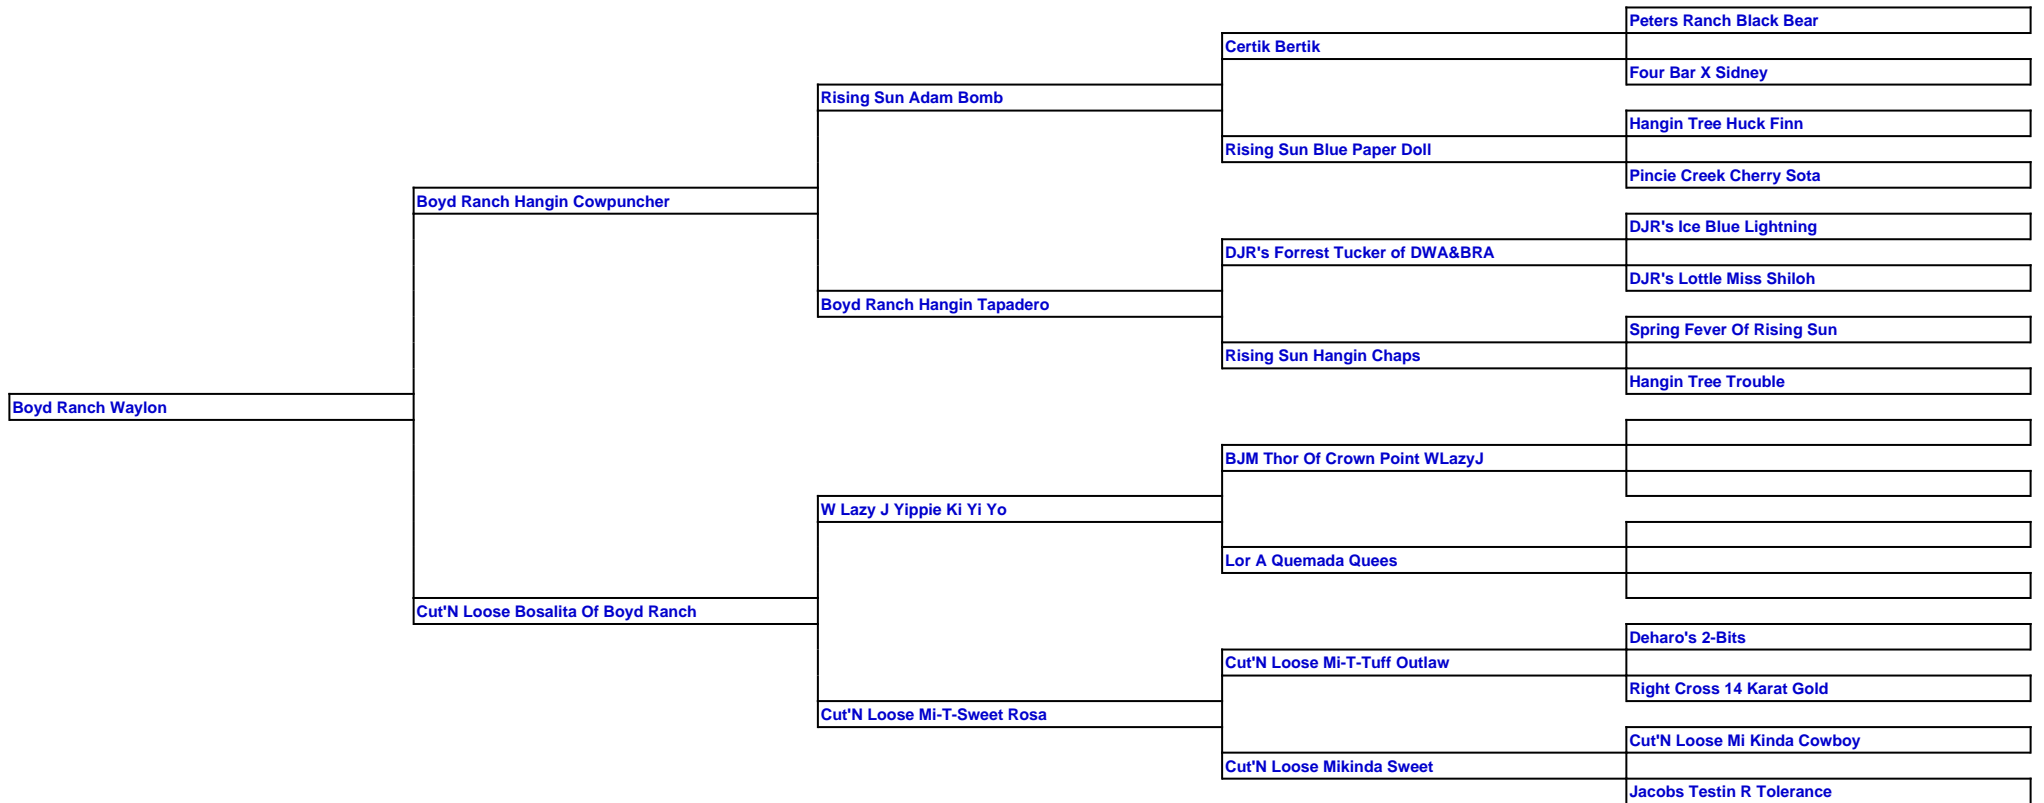 Peters Ranch Black Bear
Certik Bertik
Four Bar X Sidney
Rising Sun Adam Bomb
Hangin Tree Huck Finn
Rising Sun Blue Paper Doll
Pincie Creek Cherry Sota
Boyd Ranch Hangin Cowpuncher
DJR's Ice Blue Lightning
DJR's Forrest Tucker of DWA&BRA
DJR's Lottle Miss Shiloh
Boyd Ranch Hangin Tapadero
Spring Fever Of Rising Sun
Rising Sun Hangin Chaps
Hangin Tree Trouble
Boyd Ranch Waylon
BJM Thor Of Crown Point WLazyJ
W Lazy J Yippie Ki Yi Yo
Lor A Quemada Quees
Cut'N Loose Bosalita Of Boyd Ranch
Deharo's 2-Bits
Cut'N Loose Mi-T-Tuff Outlaw
Right Cross 14 Karat Gold
Cut'N Loose Mi-T-Sweet Rosa
Cut'N Loose Mi Kinda Cowboy
Cut'N Loose Mikinda Sweet
Jacobs Testin R Tolerance